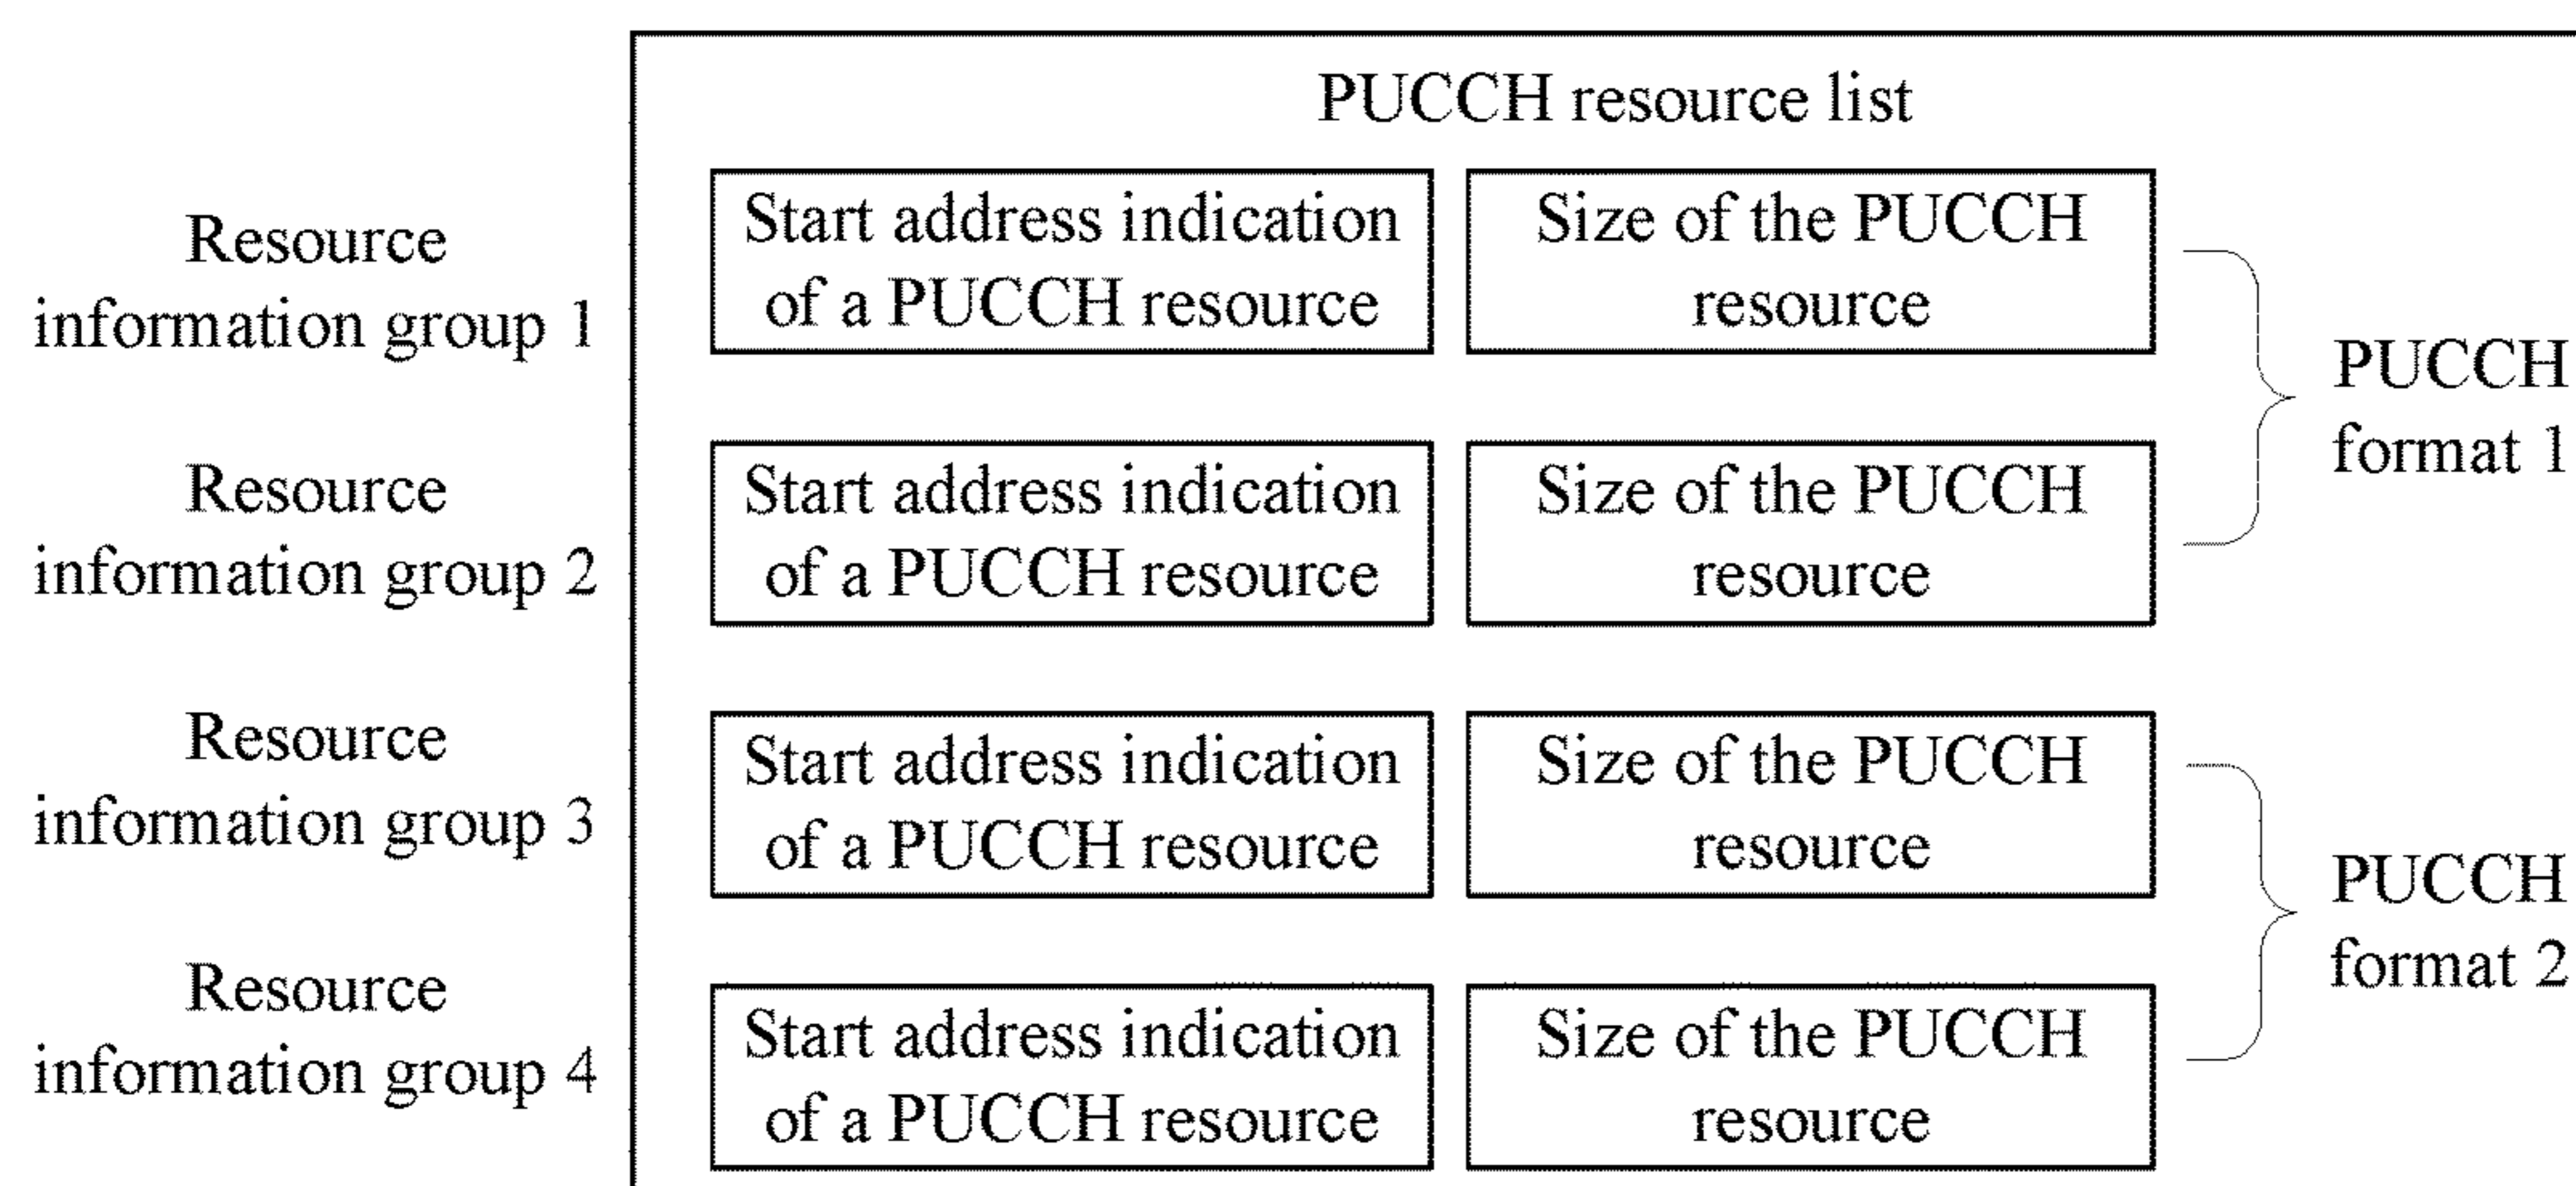 PUCCH resource list
Resource
information group 1
Start address indication
of a PUCCH resource
Size of the PUCCH
resource
Resource
information group 2
Start address indication
of a PUCCH resource
Size of the PUCCH
resource
PUCCH
format 1
Resource
information group 3
Start address indication
of a PUCCH resource
Size of the PUCCH
resource
Resource
information group 4
Start address indication
of a PUCCH resource
Size of the PUCCH
resource
PUCCH
format 2